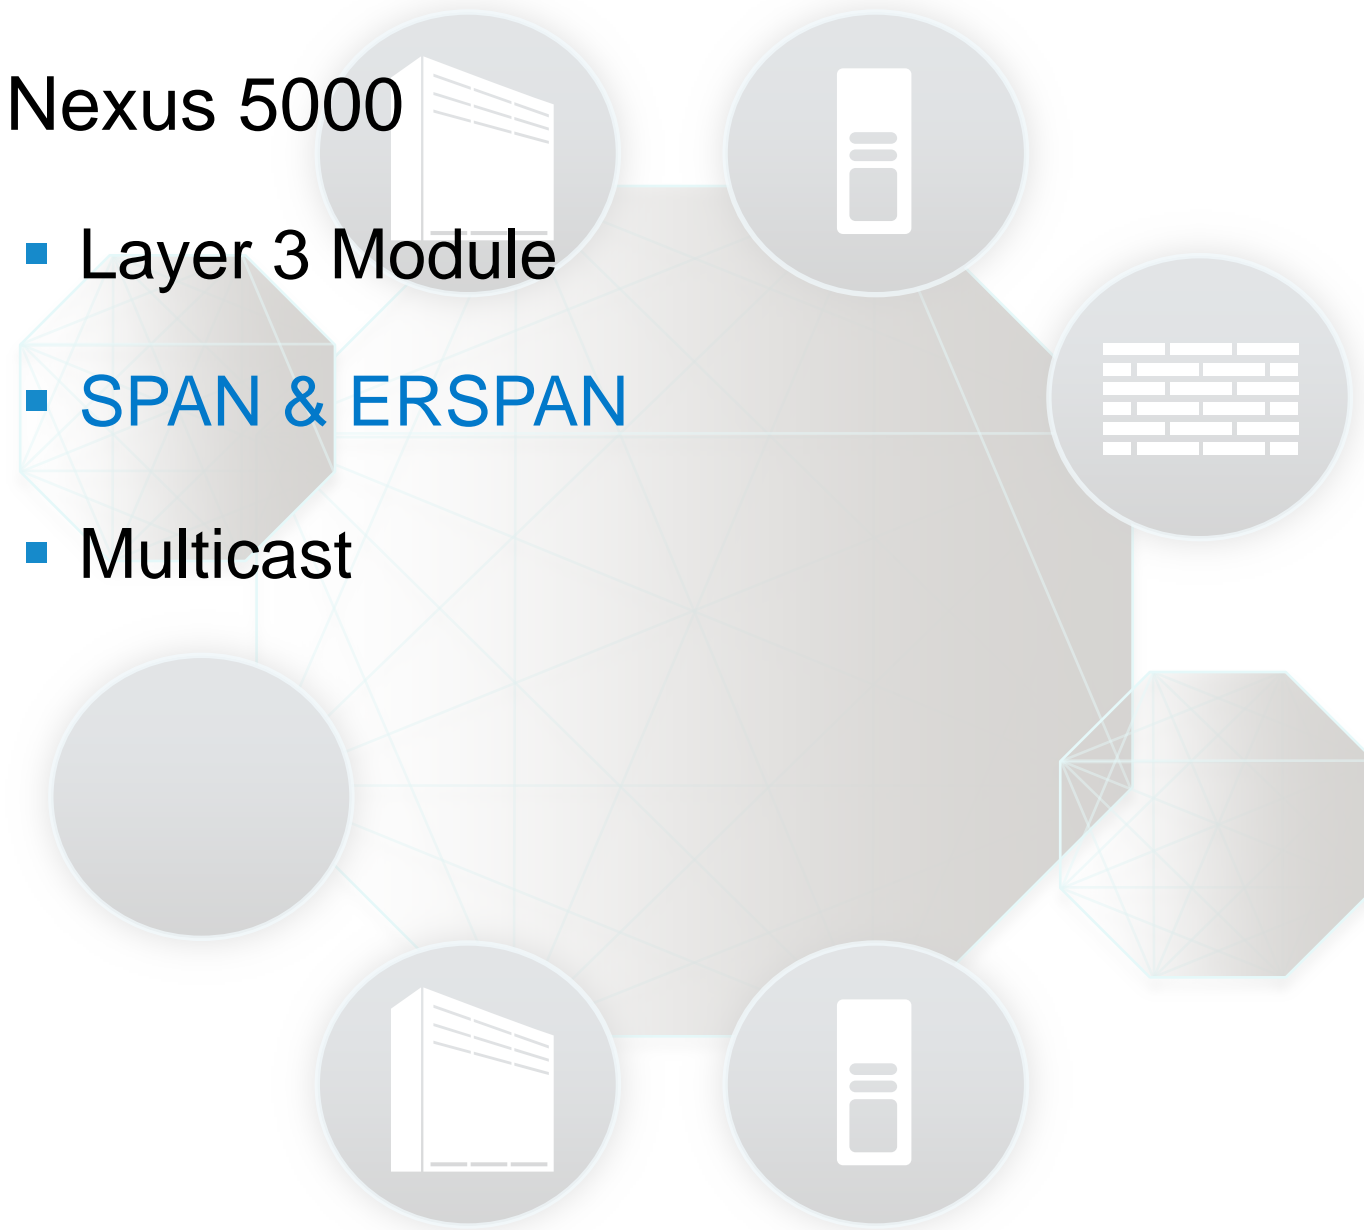 Nexus 5000
▪ Layer 3 Module
▪ SPAN & ERSPAN
▪ Multicast